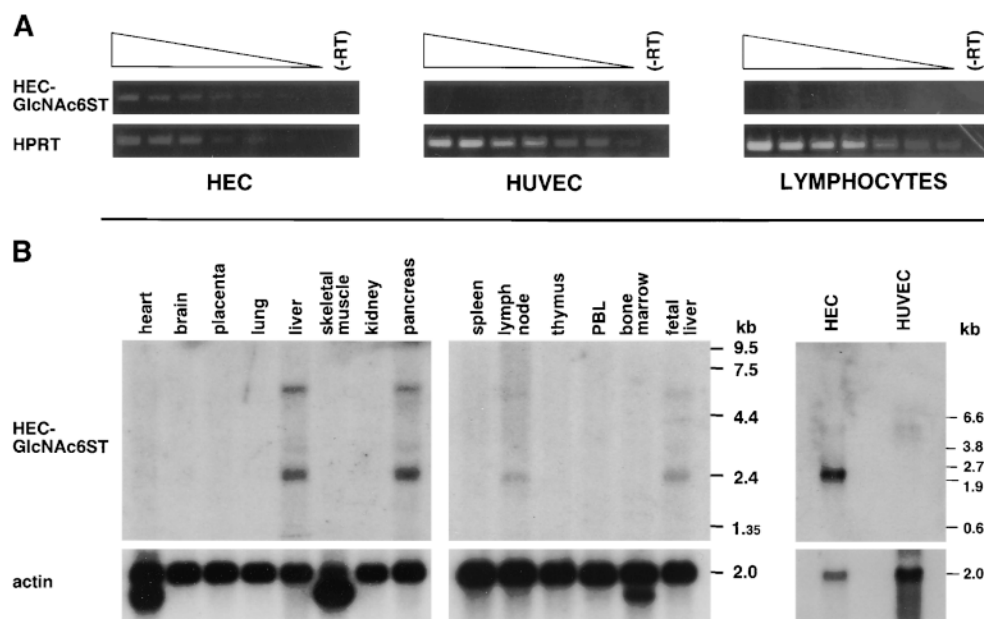 A
(-RT)
(-RT)
(-RT)
HEC-
GlcNAc6ST
HPRT
HEC
HUVEC
LYMPHOCYTES
B
heart
brain
placenta
lung
liver
skeletal
muscle
kidney
pancreas
spleen
lymph
node
thymus
PBL
bone
marrow
fetal
liver
kb
HEC
HUVEC
kb
HEC-
GlcNAc6ST
9.5
7.5
4.4
2.4
1.35
6.6
3.8
2.7
1.9
0.6
actin
2.0
2.0